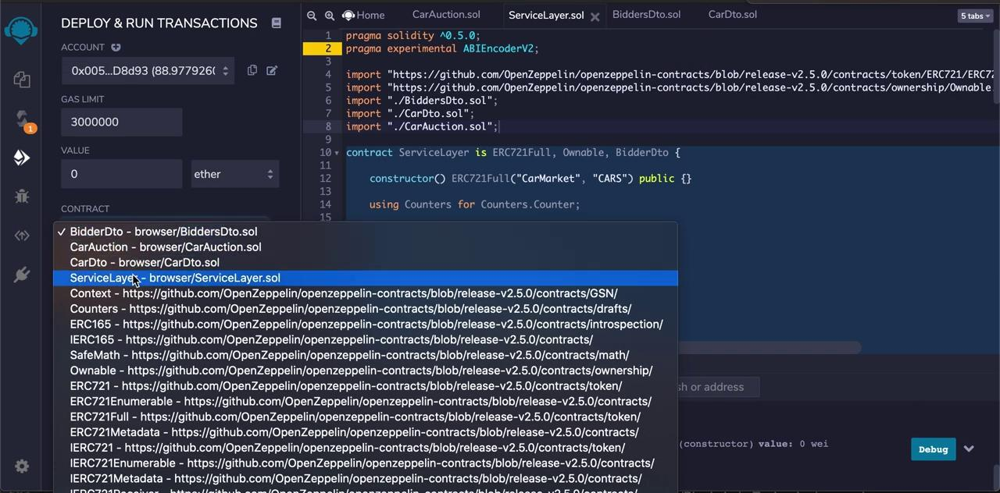 DEPLOY & RUN TRANSACTIONS
ACCOUNT
0x005...D8d93 (88.977926(
GAS LIMIT
3000000
VALUE
0
ether
CONTRACT
1
Home
CarAuction.sol
ServiceLayer.sol
BiddersDto.sol
CarDto.sol
5 tabs
1 pragma solidity ^0.5.0;
2 pragma experimental ABIEncoderV2;
3
4 import "https://github.com/OpenZeppelin/openzeppelin-contracts/blob/release-v2.5.0/contracts/token/ERC721/ERC72
5 import "https://github.com/OpenZeppelin/openzeppelin-contracts/blob/release-v2.5.0/contracts/ownership/Ownable.
6 import "./BiddersDto.sol";
7 import "./CarDto.sol";
8 import "./CarAuction.sol";
9
10 contract ServiceLayer is ERC721Full, Ownable, BidderDto {
11
12 constructor() ERC721Full("CarMarket", "CARS") public {}
13
14 using Counters for Counters.Counter;
15
✓ BidderDto - browser/BiddersDto.sol
CarAuction - browser/CarAuction.sol
CarDto - browser/CarDto.sol
ServiceLayer - browser/ServiceLayer.sol
Context - https://github.com/OpenZeppelin/openzeppelin-contracts/blob/release-v2.5.0/contracts/GSN/
Counters - https://github.com/OpenZeppelin/openzeppelin-contracts/blob/release-v2.5.0/contracts/drafts/
ERC165 - https://github.com/OpenZeppelin/openzeppelin-contracts/blob/release-v2.5.0/contracts/introspection/
IERC165 - https://github.com/OpenZeppelin/openzeppelin-contracts/blob/release-v2.5.0/contracts/
SafeMath - https://github.com/OpenZeppelin/openzeppelin-contracts/blob/release-v2.5.0/contracts/math/
Ownable - https://github.com/OpenZeppelin/openzeppelin-contracts/blob/release-v2.5.0/contracts/ownership/
ERC721 - https://github.com/OpenZeppelin/openzeppelin-contracts/blob/release-v2.5.0/contracts/token/
ERC721Enumerable - https://github.com/OpenZeppelin/openzeppelin-contracts/blob/release-v2.5.0/contracts/
ERC721Full - https://github.com/OpenZeppelin/openzeppelin-contracts/blob/release-v2.5.0/contracts/token/
ERC721Metadata - https://github.com/OpenZeppelin/openzeppelin-contracts/blob/release-v2.5.0/contracts/
IERC721 - https://github.com/OpenZeppelin/openzeppelin-contracts/blob/release-v2.5.0/contracts/token/
IERC721Enumerable - https://github.com/OpenZeppelin/openzeppelin-contracts/blob/release-v2.5.0/contracts/
IERC721Metadata - https://github.com/OpenZeppelin/openzeppelin-contracts/blob/release-v2.5.0/contracts/
sh or address
(constructor) value: 0 wei
Debug